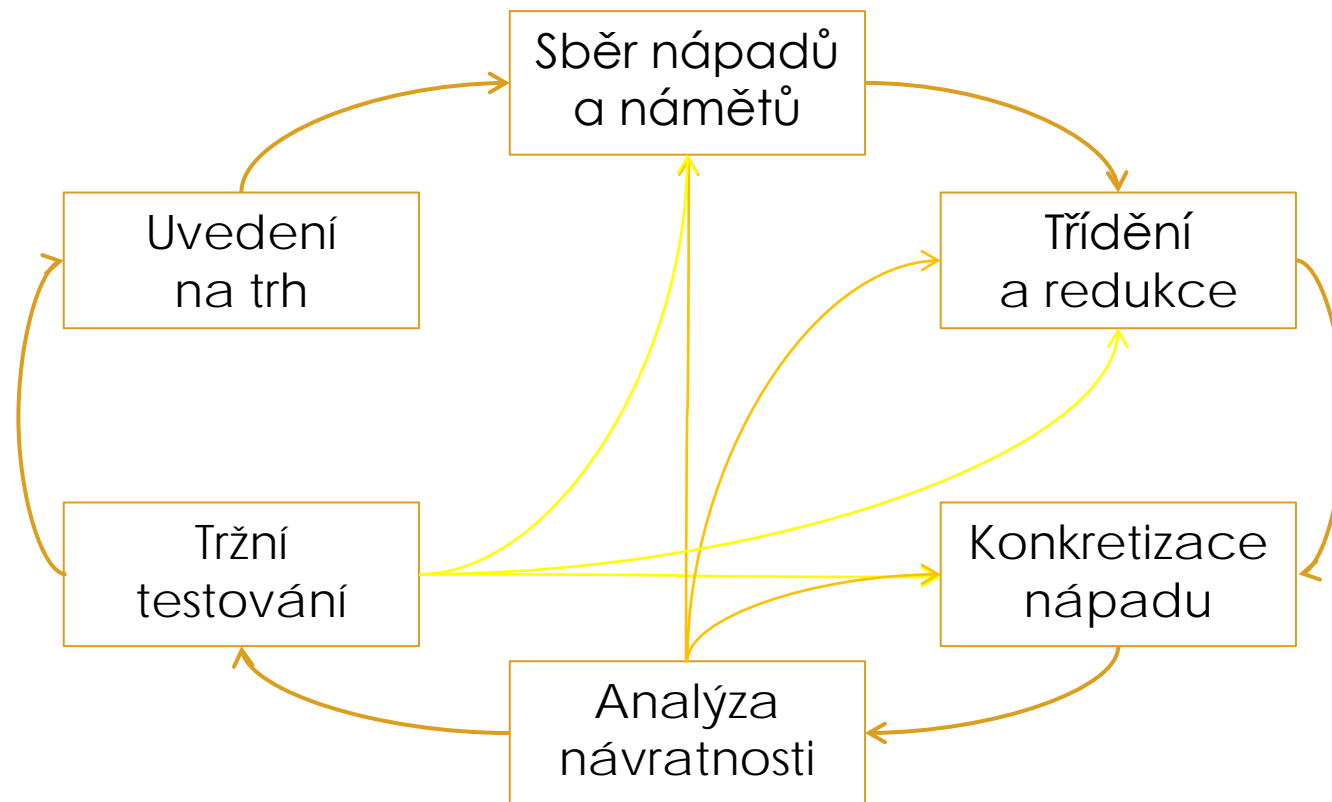 Sběr nápadů
a námětů
Uvedení
na trh
Třídění
a redukce
Tržní
testování
Konkretizace
nápadu
Analýza
návratnosti